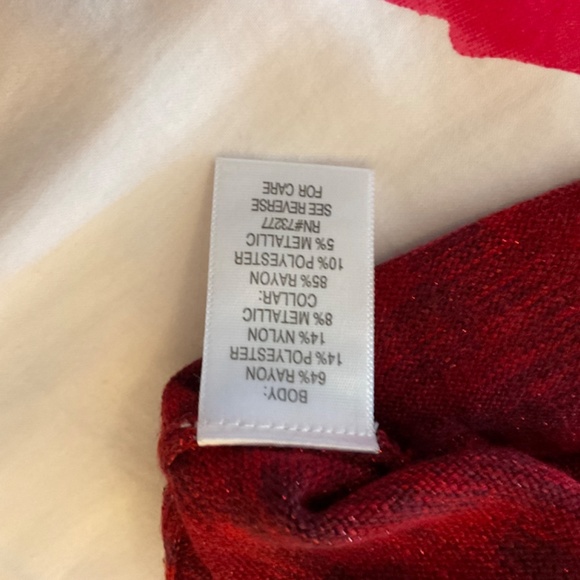 BODY:
64% RAYON
14% POLYESTER
14% NYLON
8% METALLIC
COLLAR:
85% RAYON
10% POLYESTER
5% METALLIC
RN#73277
SEE REVERSE
FOR CARE